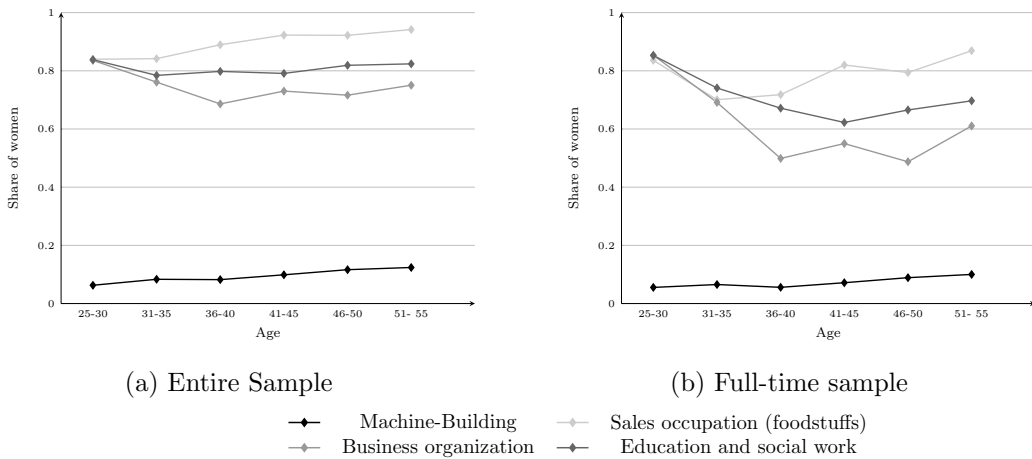 1
0.8
0.6
0.4
0.2
0
Share of women
25-30 31-35 36-40 41-45 46-50 51- 55
Age
(a) Entire Sample
1
0.8
0.6
0.4
0.2
0
Share of women
25-30 31-35 36-40 41-45 46-50 51- 55
Age
(b) Full-time sample
Machine-Building Sales occupation (foodstuffs)
Business organization Education and social work